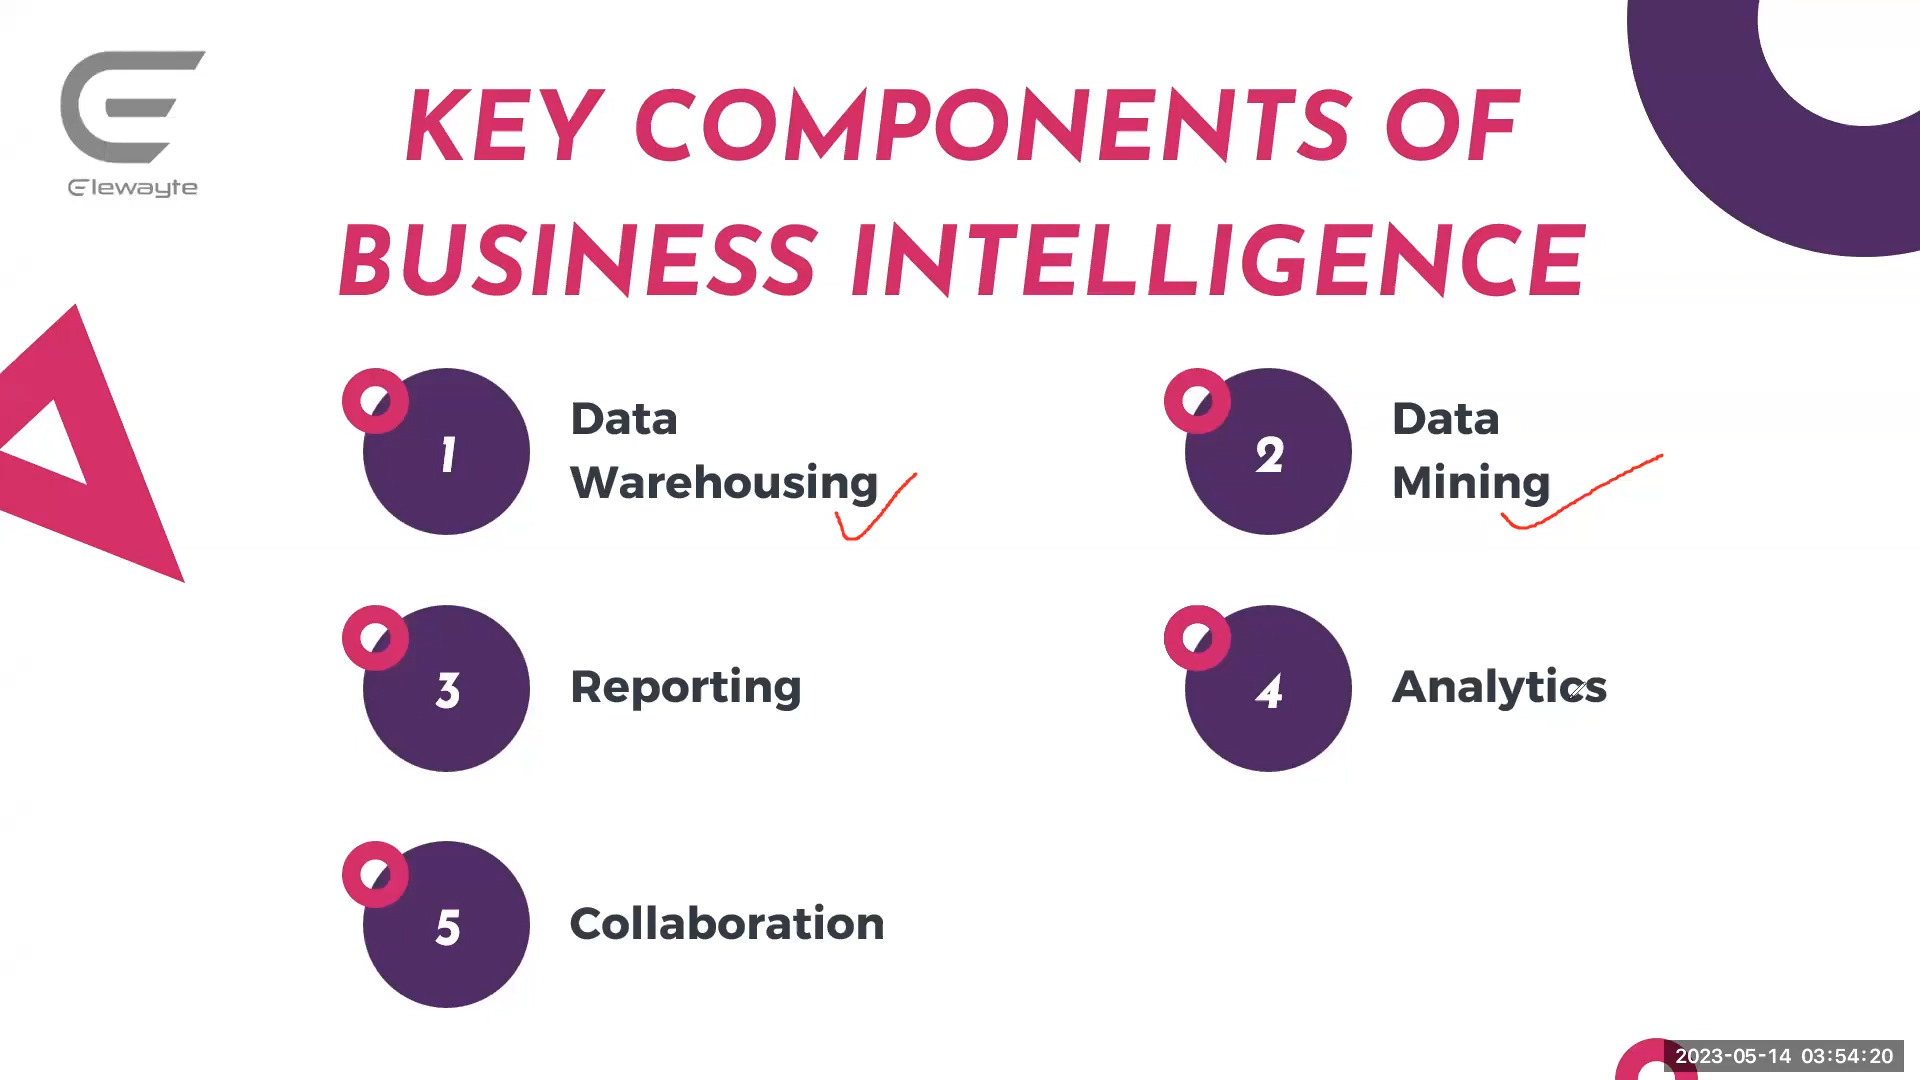 Elewayte
KEY COMPONENTS OF
BUSINESS INTELLIGENCE
1
Data
Warehousing
2
Data
Mining
3
Reporting
4
Analytics
5
Collaboration
2023-05-14 03:54:20